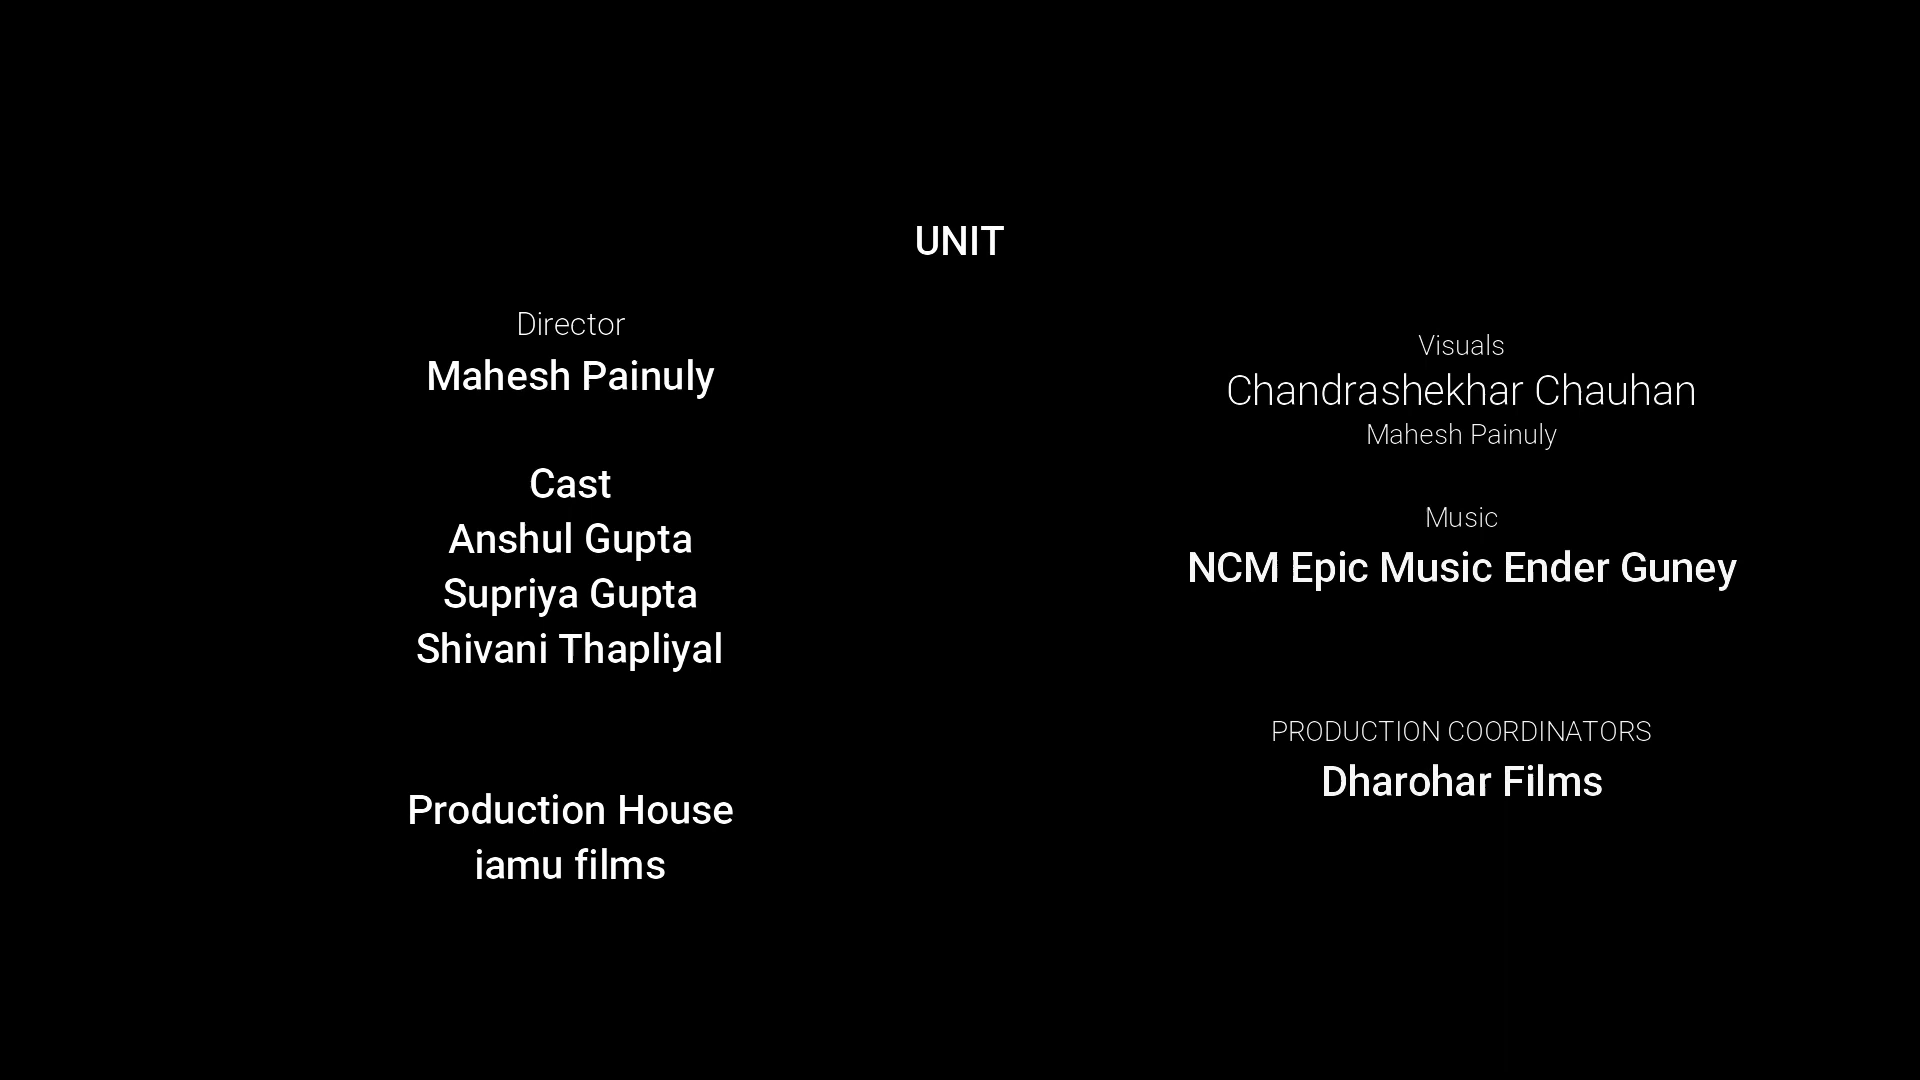 UNIT
Director
Mahesh Painuly
Cast
Anshul Gupta
Supriya Gupta
Shivani Thapliyal
Production House
iamu films
Visuals
Chandrashekhar Chauhan
Mahesh Painuly
Music
NCM Epic Music Ender Guney
PRODUCTION COORDINATORS
Dharohar Films